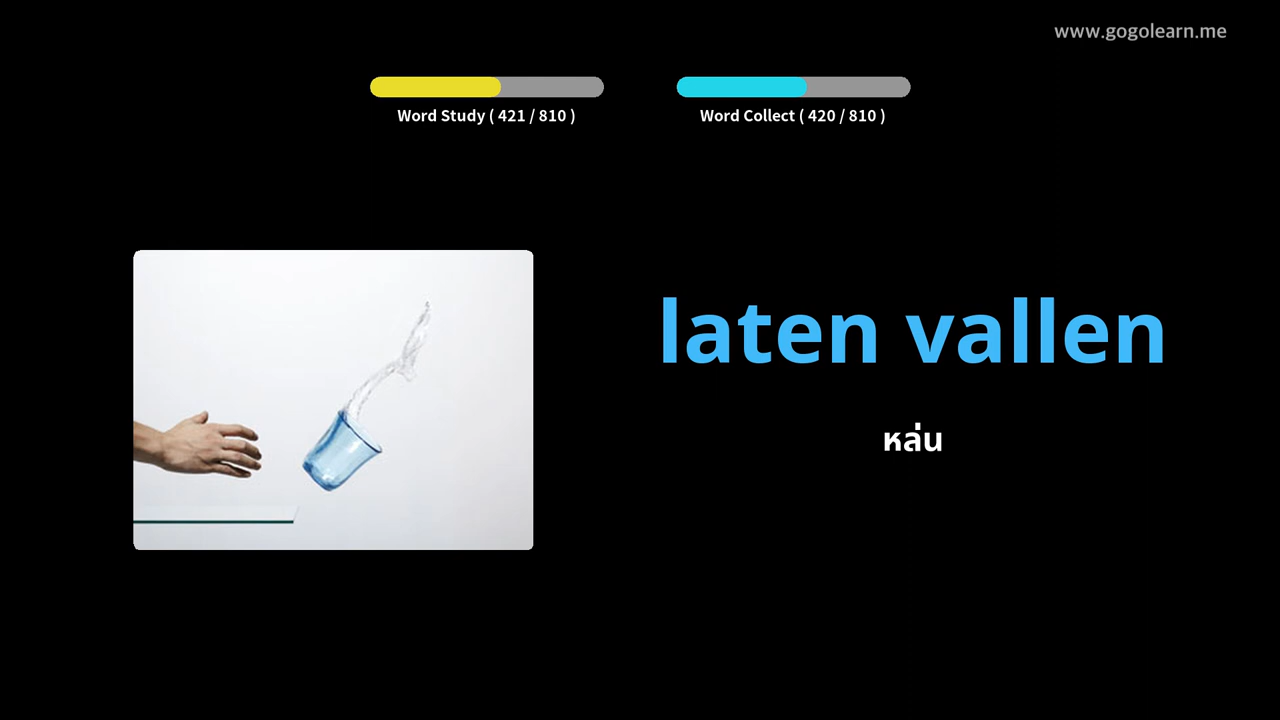 www.gogolearn.me
Word Study ( 421 / 810 )
Word Collect ( 420 / 810 )
laten vallen
หล่น